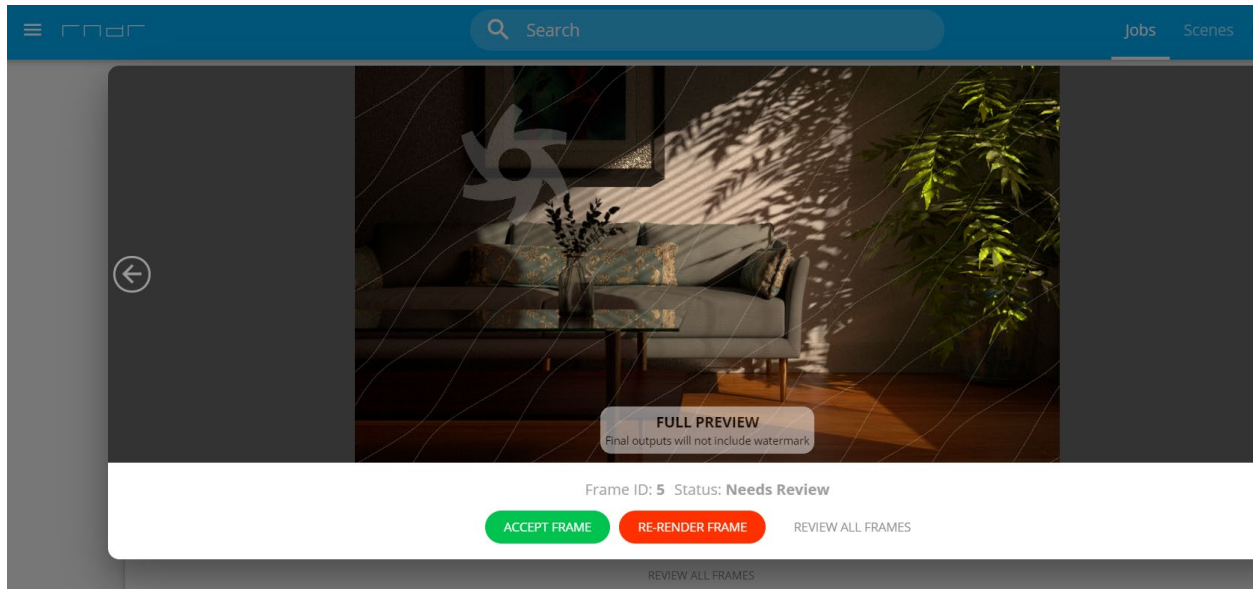 rndr
Search
Jobs
Scenes
FULL PREVIEW
Final outputs will not include watermark
Frame ID: 5 Status: Needs Review
ACCEPT FRAME
RE-RENDER FRAME
REVIEW ALL FRAMES
REVIEW ALL FRAMES